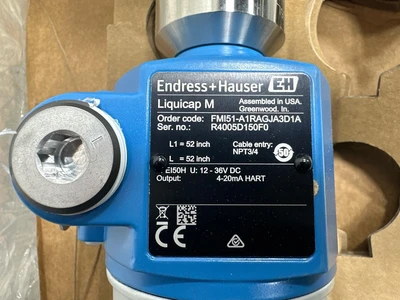 Endress+Hauser EH
Liquicap M
Assembled in USA.
Greenwood. In.
Order code: FMI51-A1RAGJA3D1A
Ser. no.: R4005D150F0
L1 = 52 inch
Cable entry:
NPT3/4
L = 52 inch
FEI50H U: 12 - 36V DC
Output: 4-20mA HART
CE